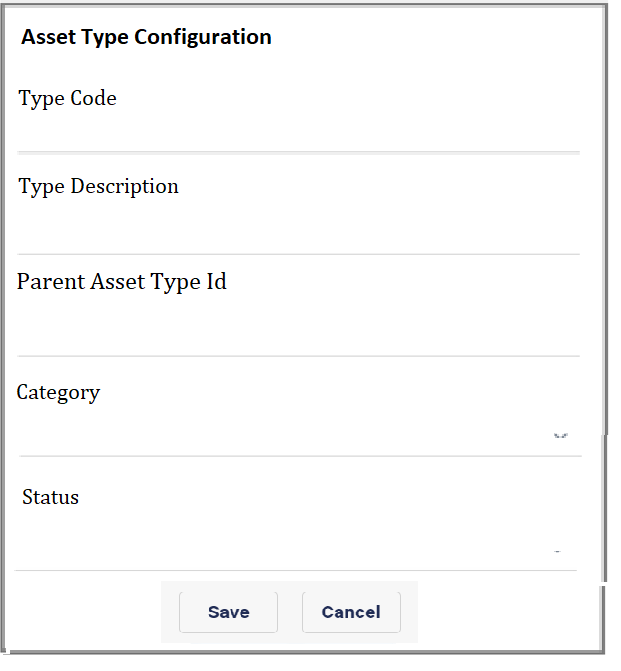 Asset Type Configuration
Type Code
Type Description
Parent Asset Type Id
Category
Status
Save Cancel